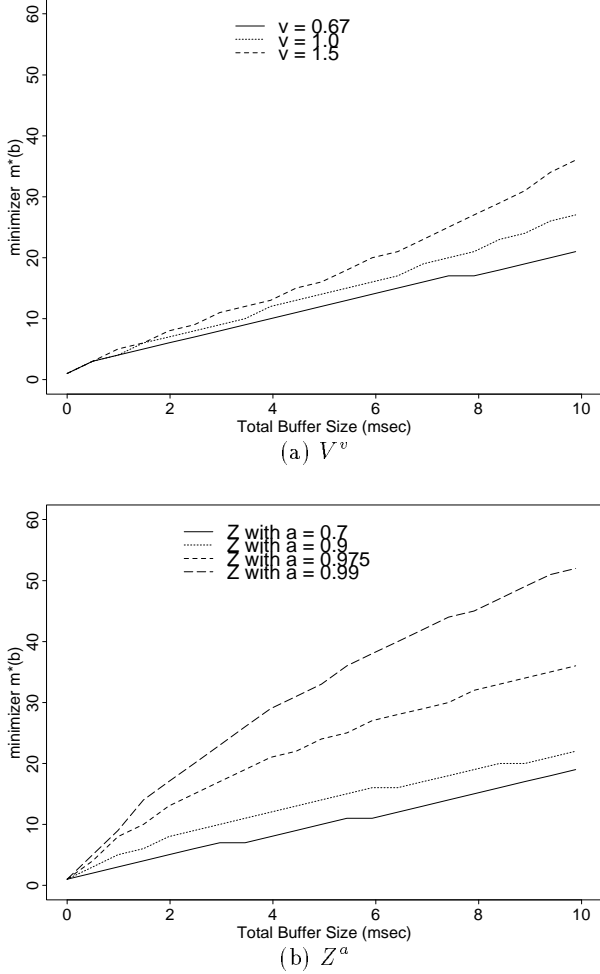 60
50
40
30
20
10
0
minimizer m*(b)
v = 0.67
v = 1.0
v = 1.5
0 2 4 6 8 10
Total Buffer Size (msec)
(a) V^v
60
50
40
30
20
10
0
minimizer m*(b)
Z with a = 0.7
Z with a = 0.9
Z with a = 0.975
Z with a = 0.99
0 2 4 6 8 10
Total Buffer Size (msec)
(b) Z^a